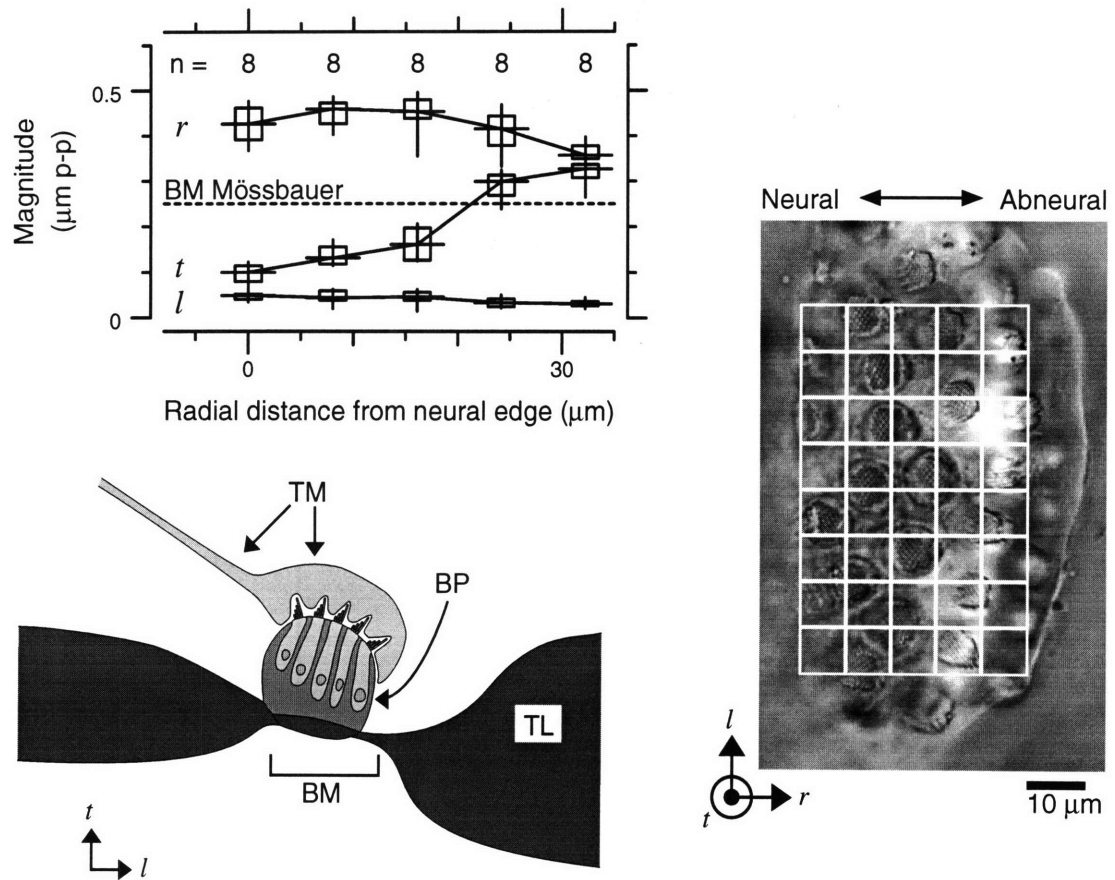 n = 8 8 8 8 8
0.5
r
Magnitude
(μm p-p)
BM Mössbauer
t
l
0
0 30
Radial distance from neural edge (μm)
Neural Abneural
TM
BP
TL
BM
t
l
l
r
t
10 μm